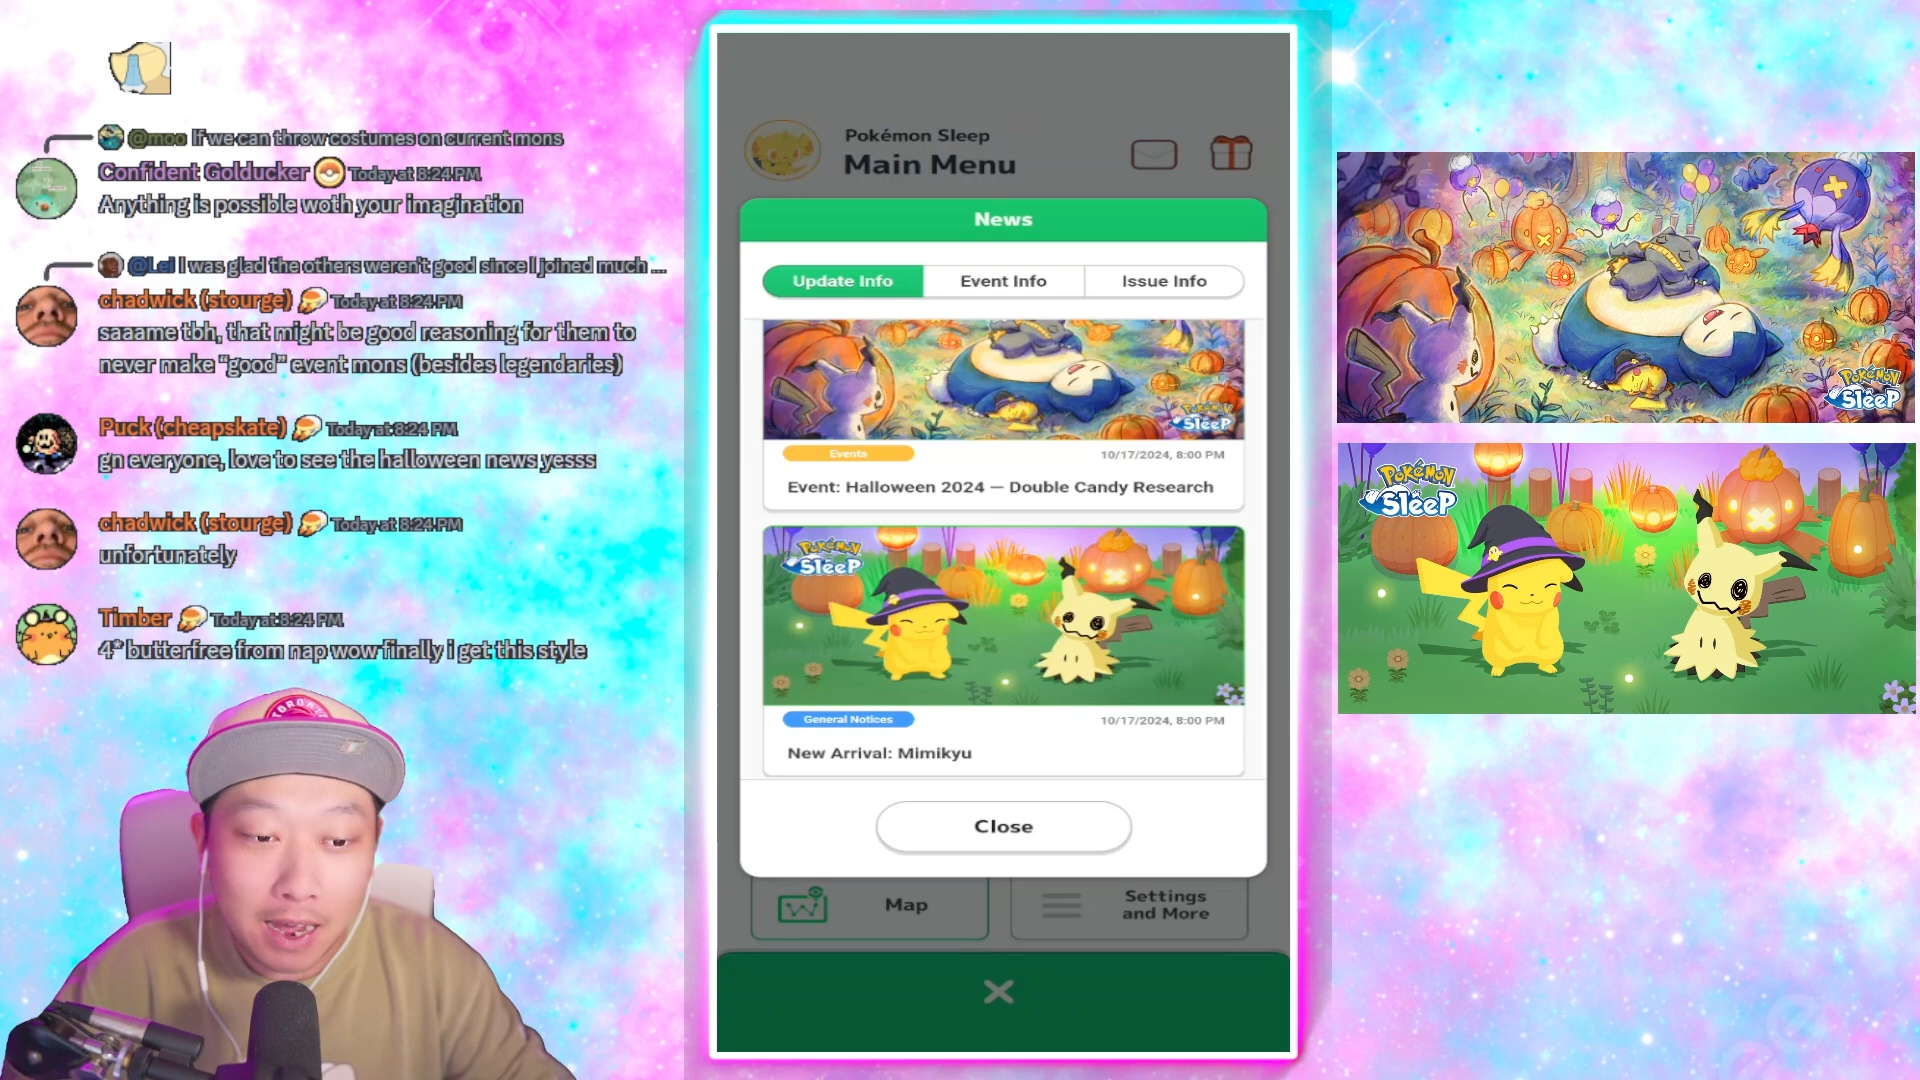 @moo If we can throw costumes on current mons
Confident Golducker Today at 8:24 PM
Anything is possible woth your imagination
@Lei I was glad the others weren't good since I joined much ...
chadwick (stourge) Today at 8:24 PM
saaame tbh, that might be good reasoning for them to
never make "good" event mons (besides legendaries)
Puck (cheapskate) Today at 8:24 PM
gn everyone, love to see the halloween news yesss
chadwick (stourge) Today at 8:24 PM
unfortunately
Timber Today at 8:24 PM
4* butterfree from nap wow finally i get this style
TORONTO
Pokémon Sleep
Main Menu
News
Update Info
Event Info
Issue Info
POKéMON
SleeP
Events
10/17/2024, 8:00 PM
Event: Halloween 2024 — Double Candy Research
POKéMON
SleeP
General Notices
10/17/2024, 8:00 PM
New Arrival: Mimikyu
Close
Map
Settings
and More
POKéMON
SleeP
POKéMON
SleeP